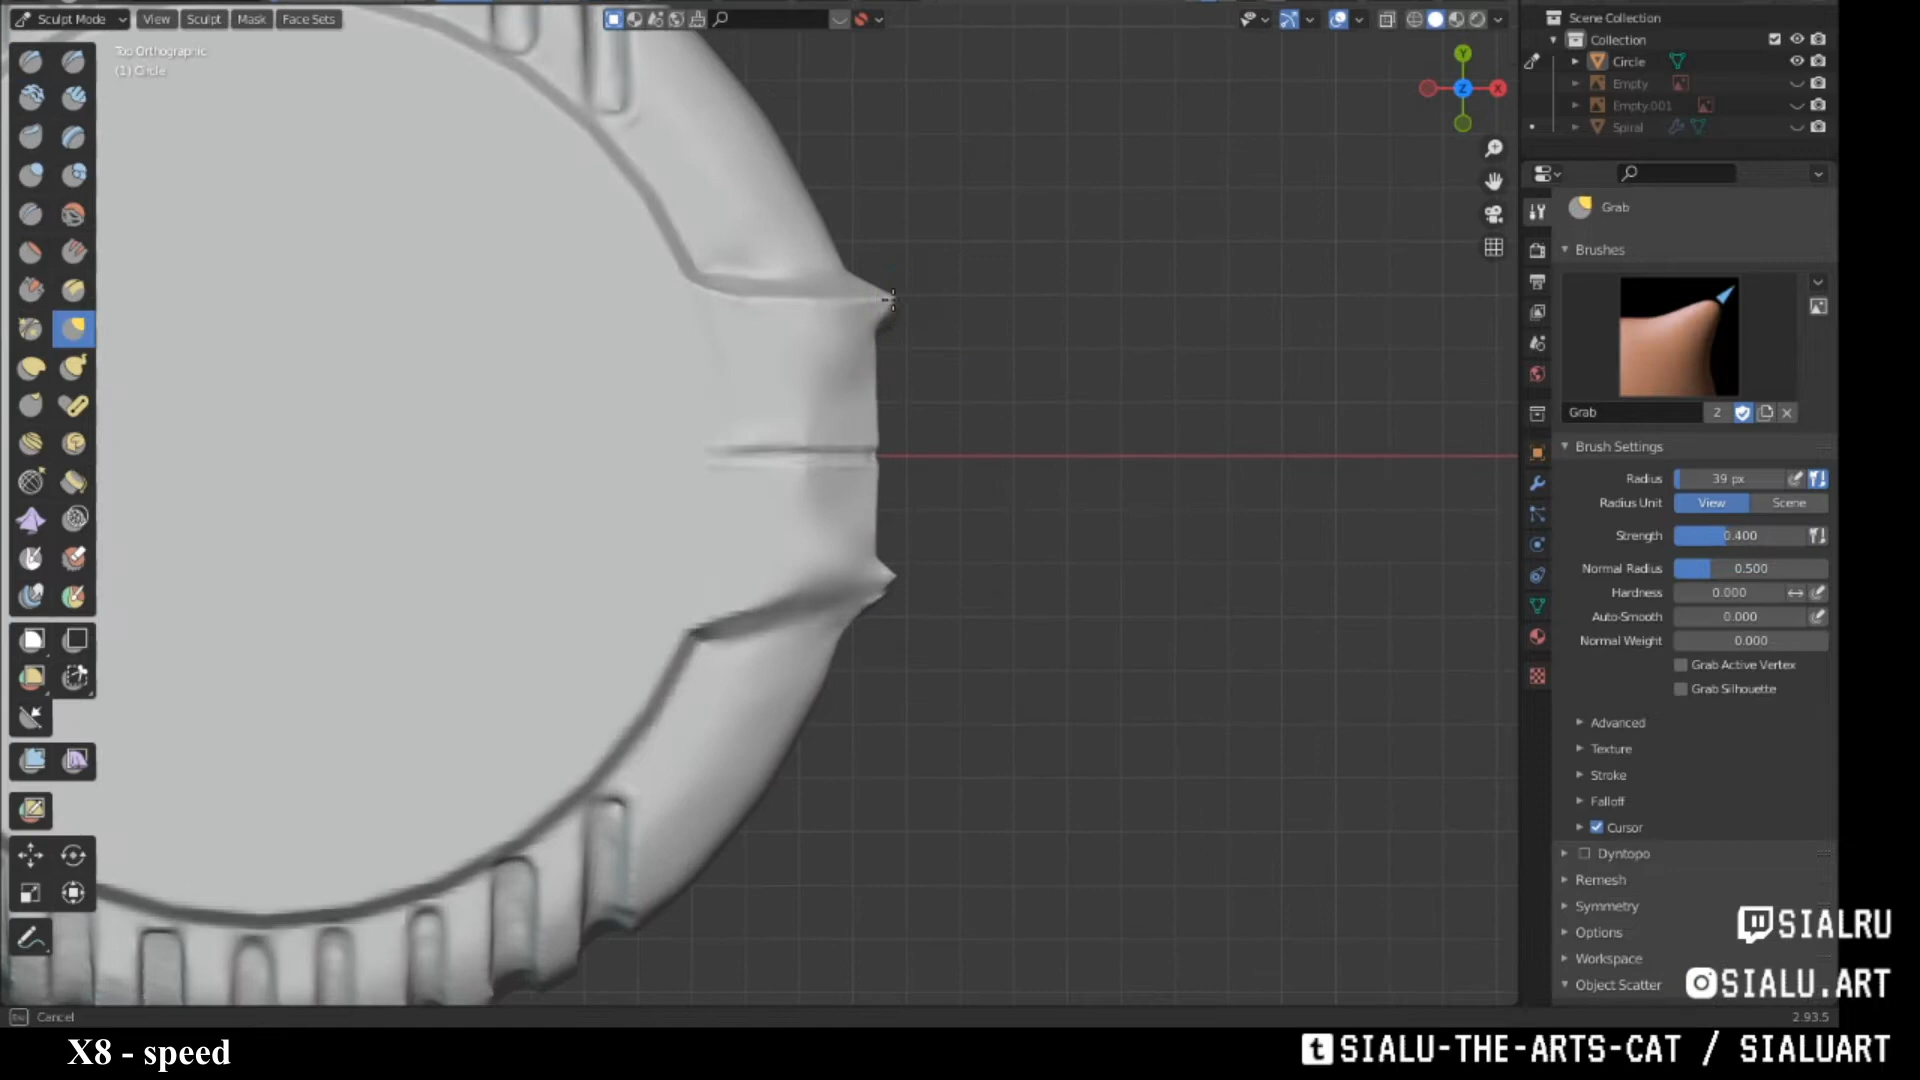 Sculpt Mode View Sculpt Mask Face Sets
Top Orthographic
(1) Circle
Y
Z
X
Scene Collection
Collection
Circle
Empty
Empty.001
Spiral
Grab
Brushes
Grab 2
Brush Settings
Radius 39 px
Radius Unit View Scene
Strength 0.400
Normal Radius 0.500
Hardness 0.000
Auto-Smooth 0.000
Normal Weight 0.000
Grab Active Vertex
Grab Silhouette
Advanced
Texture
Stroke
Falloff
Cursor
Dyntopo
Remesh
Symmetry
Options
Workspace
Object Scatter
SIALRU
SIALU.ART
Esc Cancel
2.93.5
X8 - speed
t SIALU-THE-ARTS-CAT / SIALUART